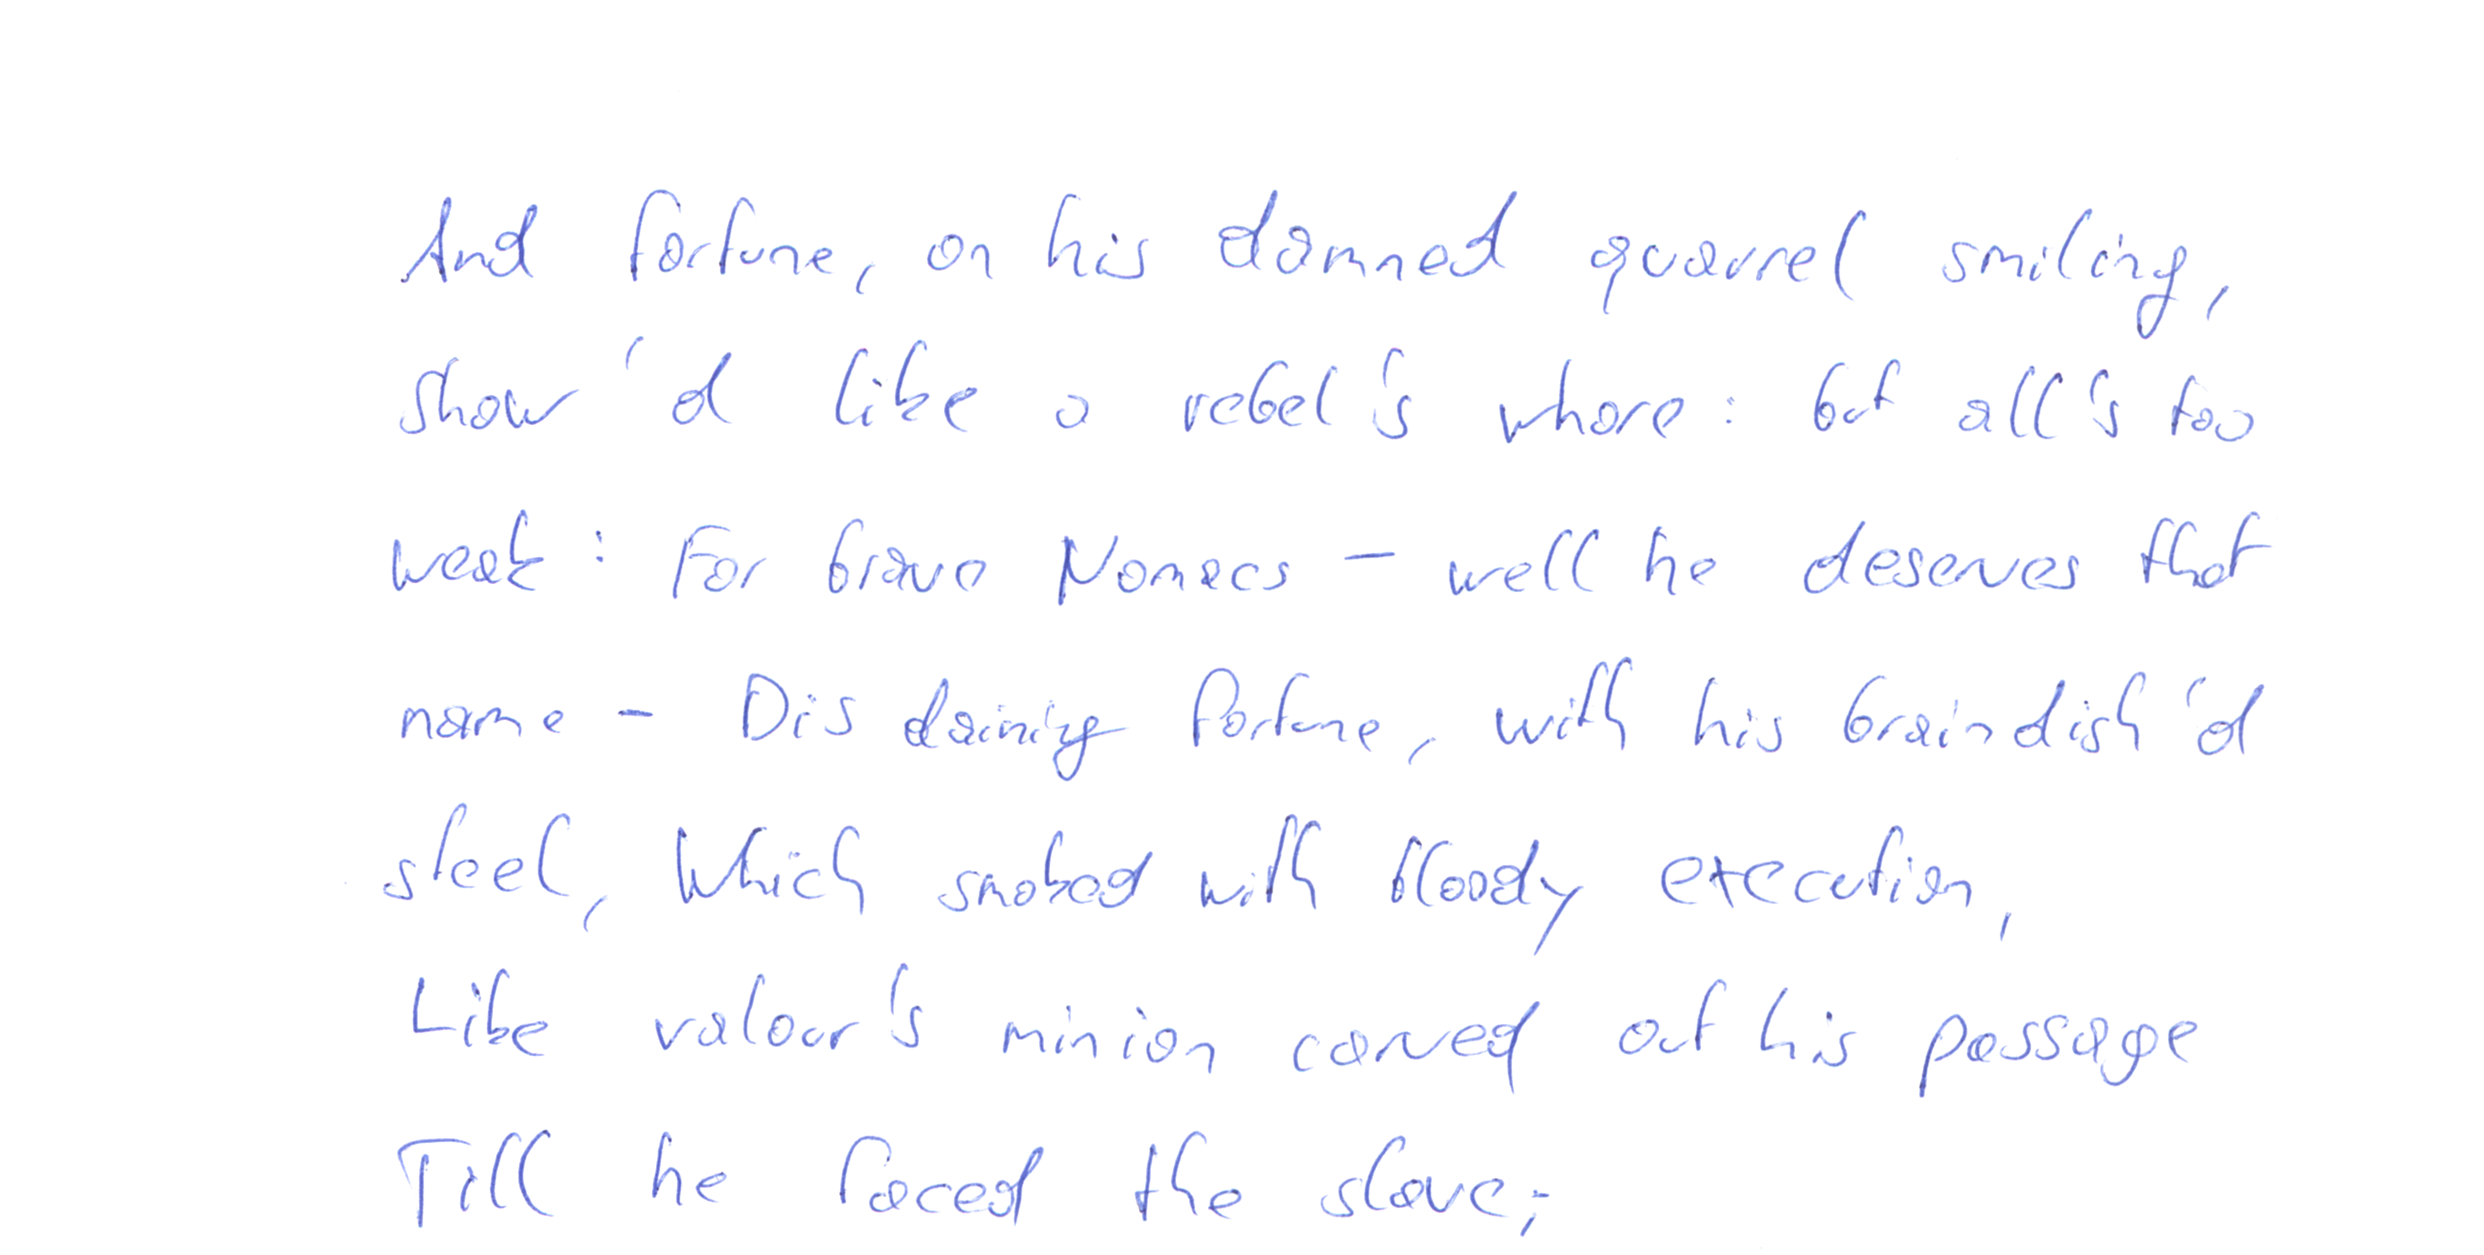 And fortune, on his damned quarrel smiling,
Show'd like a rebel's whore: but all's too
weak: For brave Nomacs - well he deserves that
name - Disdaining fortune, with his braindish'd
steel, Which smoked with bloody execution,
Like valour's minion carved out his passage
Till he faced the slave;